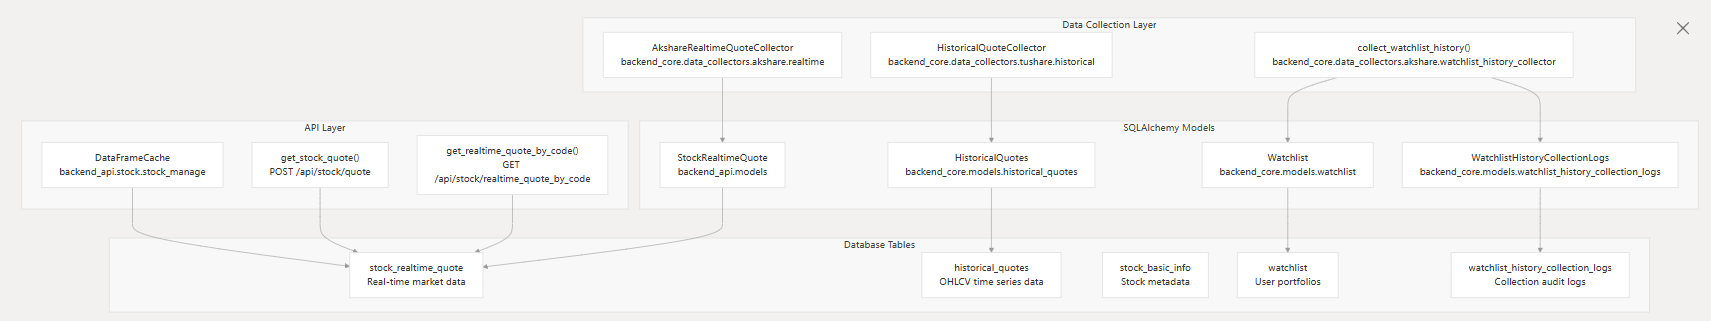 Data Collection Layer
AkshareRealtimeQuoteCollector
backend_core.data_collectors.akshare.realtime
HistoricalQuoteCollector
backend_core.data_collectors.tushare.historical
collect_watchlist_history()
backend_core.data_collectors.akshare.watchlist_history_collector
API Layer
DataFrameCache
backend_api.stock.stock_manage
get_stock_quote()
POST /api/stock/quote
get_realtime_quote_by_code()
GET
/api/stock/realtime_quote_by_code
SQLAlchemy Models
StockRealtimeQuote
backend_api.models
HistoricalQuotes
backend_core.models.historical_quotes
Watchlist
backend_core.models.watchlist
WatchlistHistoryCollectionLogs
backend_core.models.watchlist_history_collection_logs
Database Tables
stock_realtime_quote
Real-time market data
historical_quotes
OHLCV time series data
stock_basic_info
Stock metadata
watchlist
User portfolios
watchlist_history_collection_logs
Collection audit logs